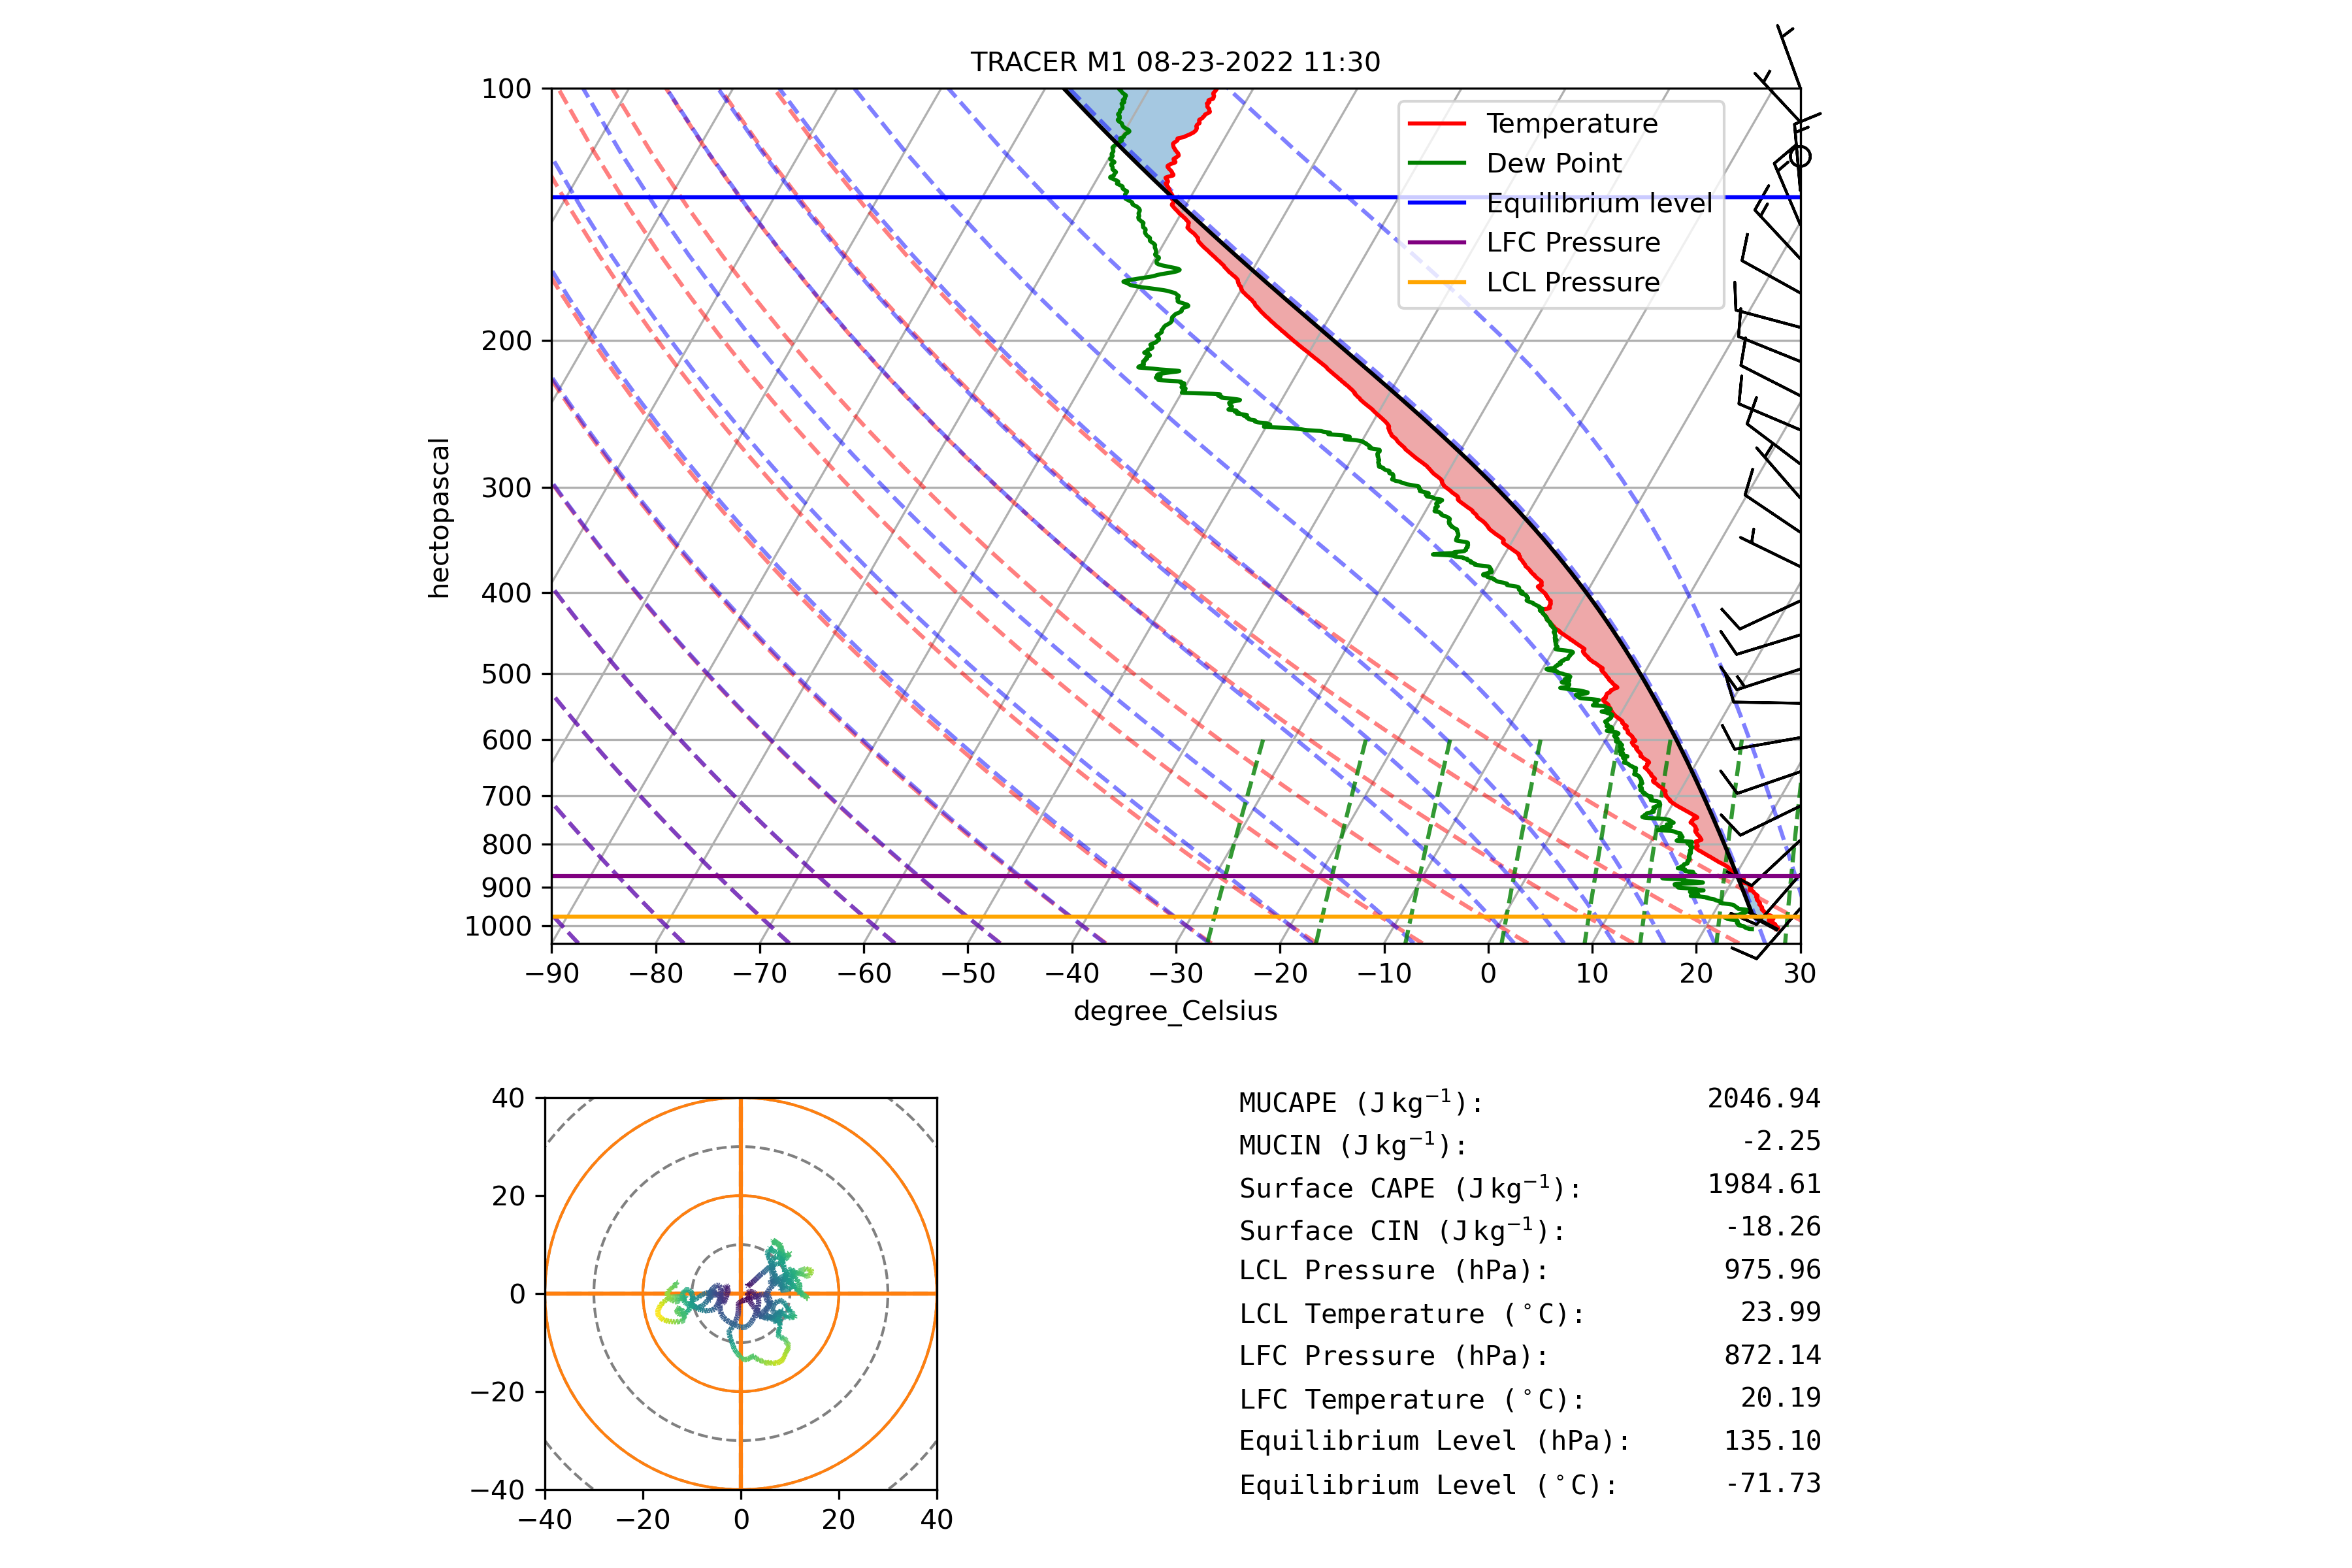 TRACER M1 08-23-2022 11:30
100
200
300
400
500
600
700
800
900
1000
hectopascal
Temperature
Dew Point
Equilibrium level
LFC Pressure
LCL Pressure
−90 −80 −70 −60 −50 −40 −30 −20 −10 0 10 20 30
degree_Celsius
40
20
0
−20
−40
−40 −20 0 20 40
MUCAPE (J kg⁻¹): 2046.94
MUCIN (J kg⁻¹): -2.25
Surface CAPE (J kg⁻¹): 1984.61
Surface CIN (J kg⁻¹): -18.26
LCL Pressure (hPa): 975.96
LCL Temperature (°C): 23.99
LFC Pressure (hPa): 872.14
LFC Temperature (°C): 20.19
Equilibrium Level (hPa): 135.10
Equilibrium Level (°C): -71.73